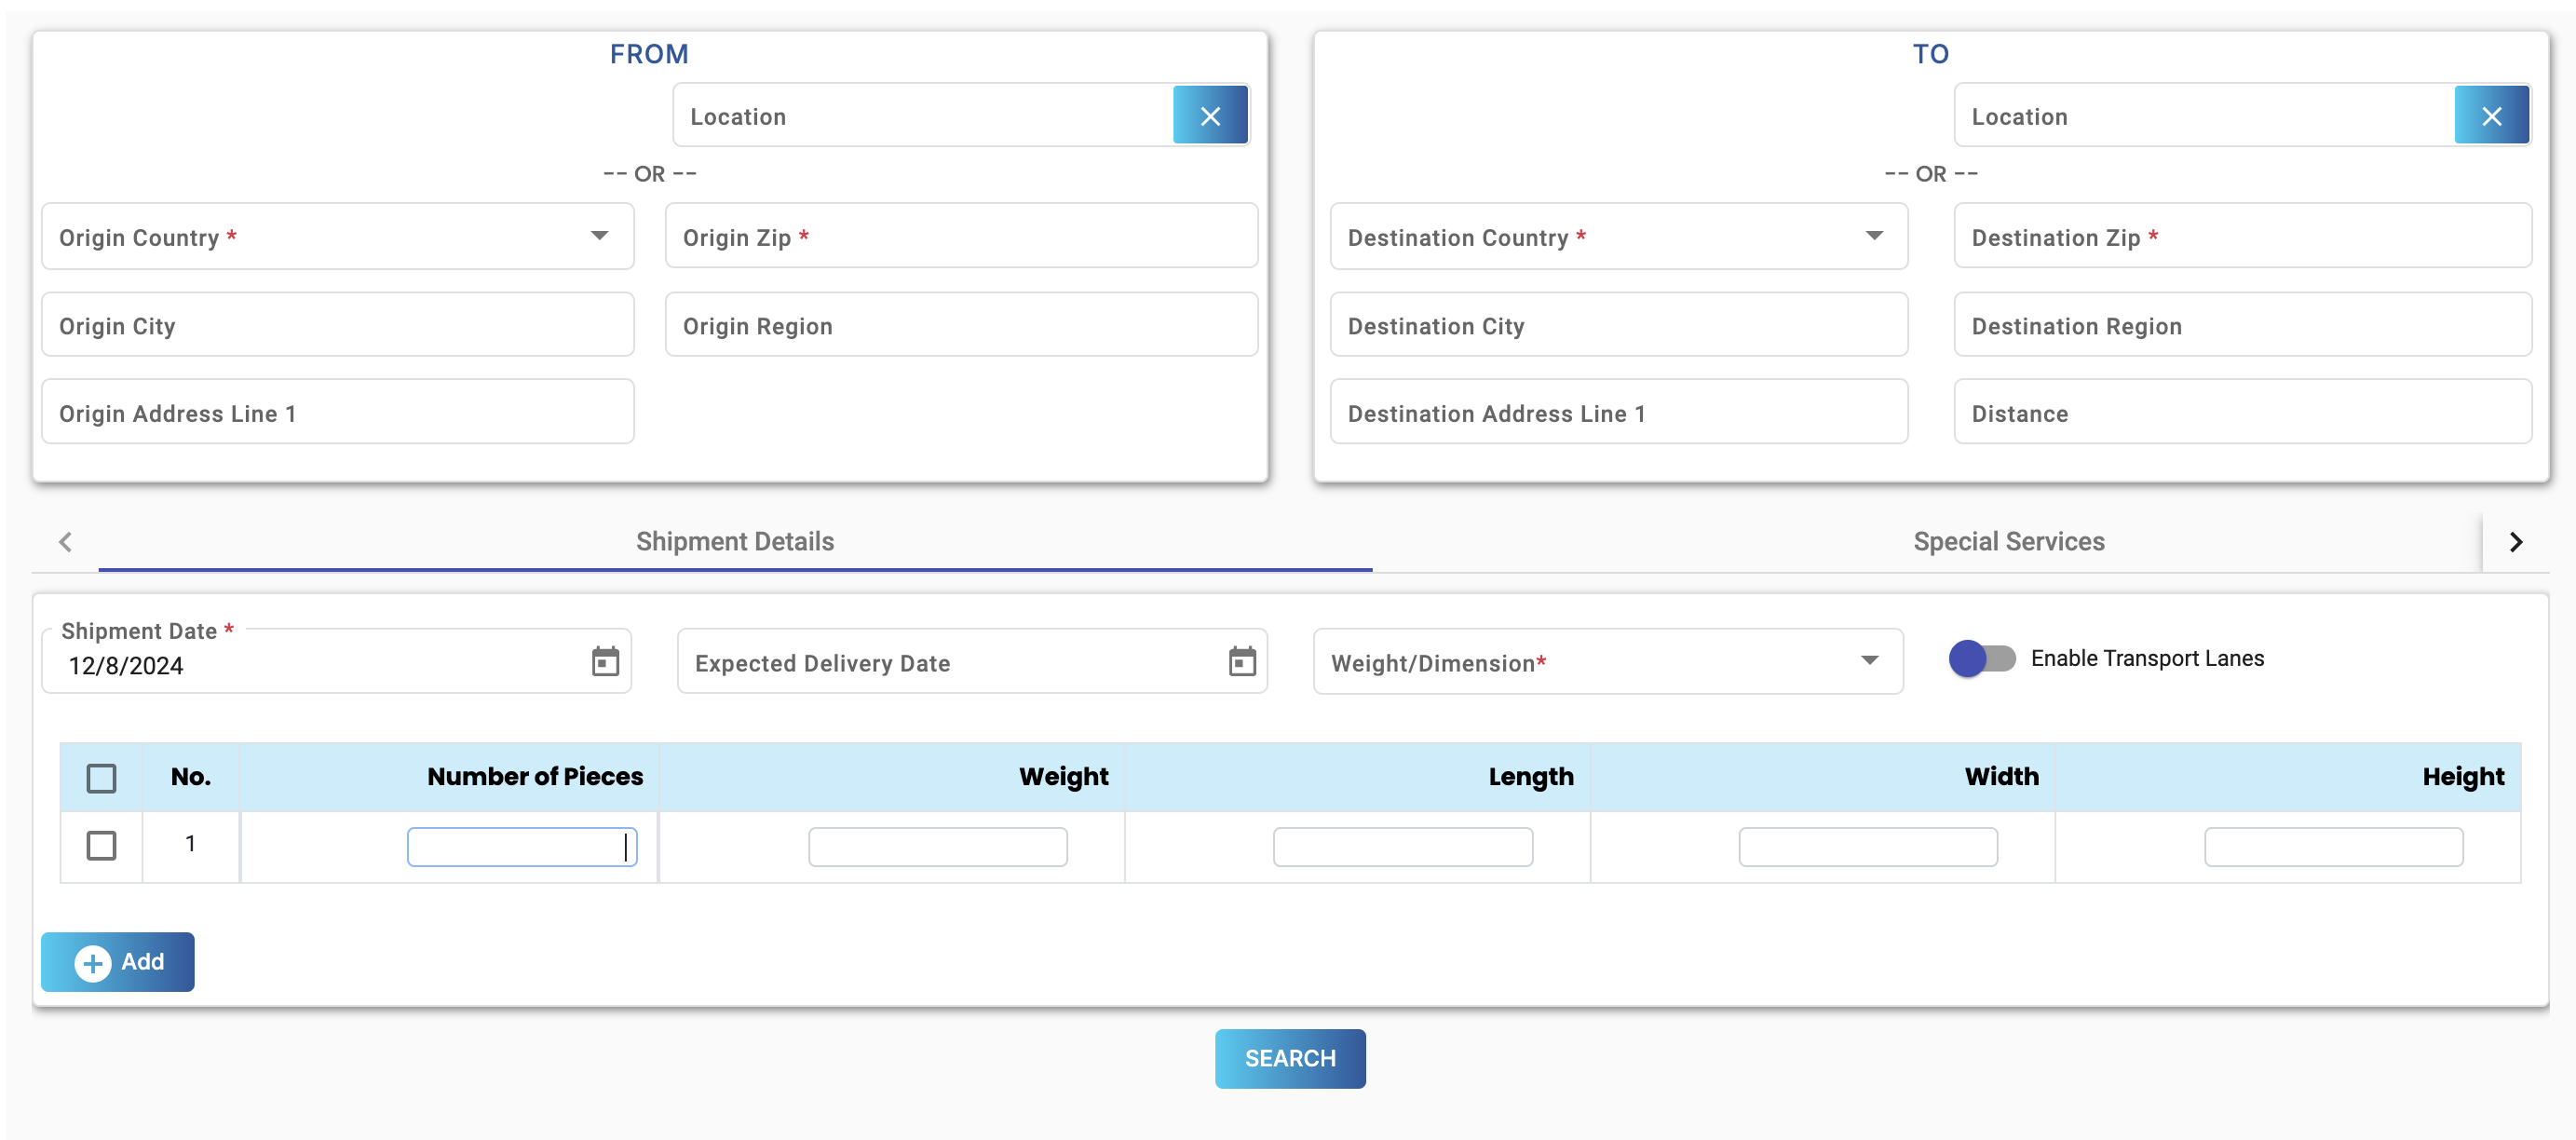 FROM
Location
-- OR --
Origin Country *
Origin Zip *
Origin City
Origin Region
Origin Address Line 1
TO
Location
-- OR --
Destination Country *
Destination Zip *
Destination City
Destination Region
Destination Address Line 1
Distance
Shipment Details
Special Services
Shipment Date *
12/8/2024
Expected Delivery Date
Weight/Dimension*
Enable Transport Lanes
No. Number of Pieces Weight Length Width Height
1
Add
SEARCH